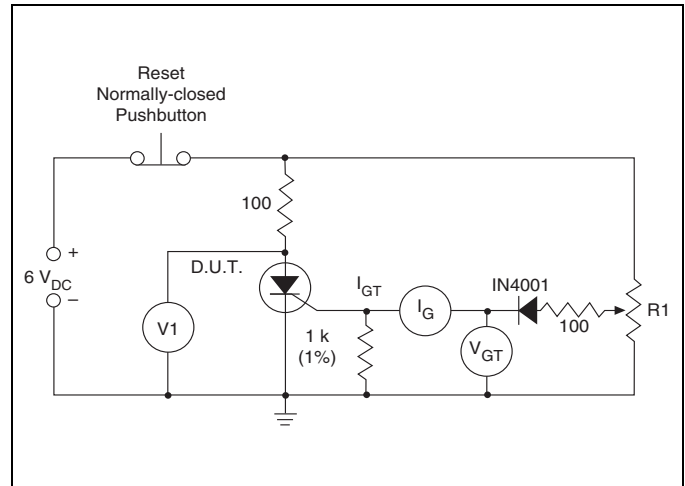 Reset
Normally-closed
Pushbutton
100
+
6 VDC
–
D.U.T.
V1
IGT
1 k
(1%)
IG
IN4001
100
VGT
R1